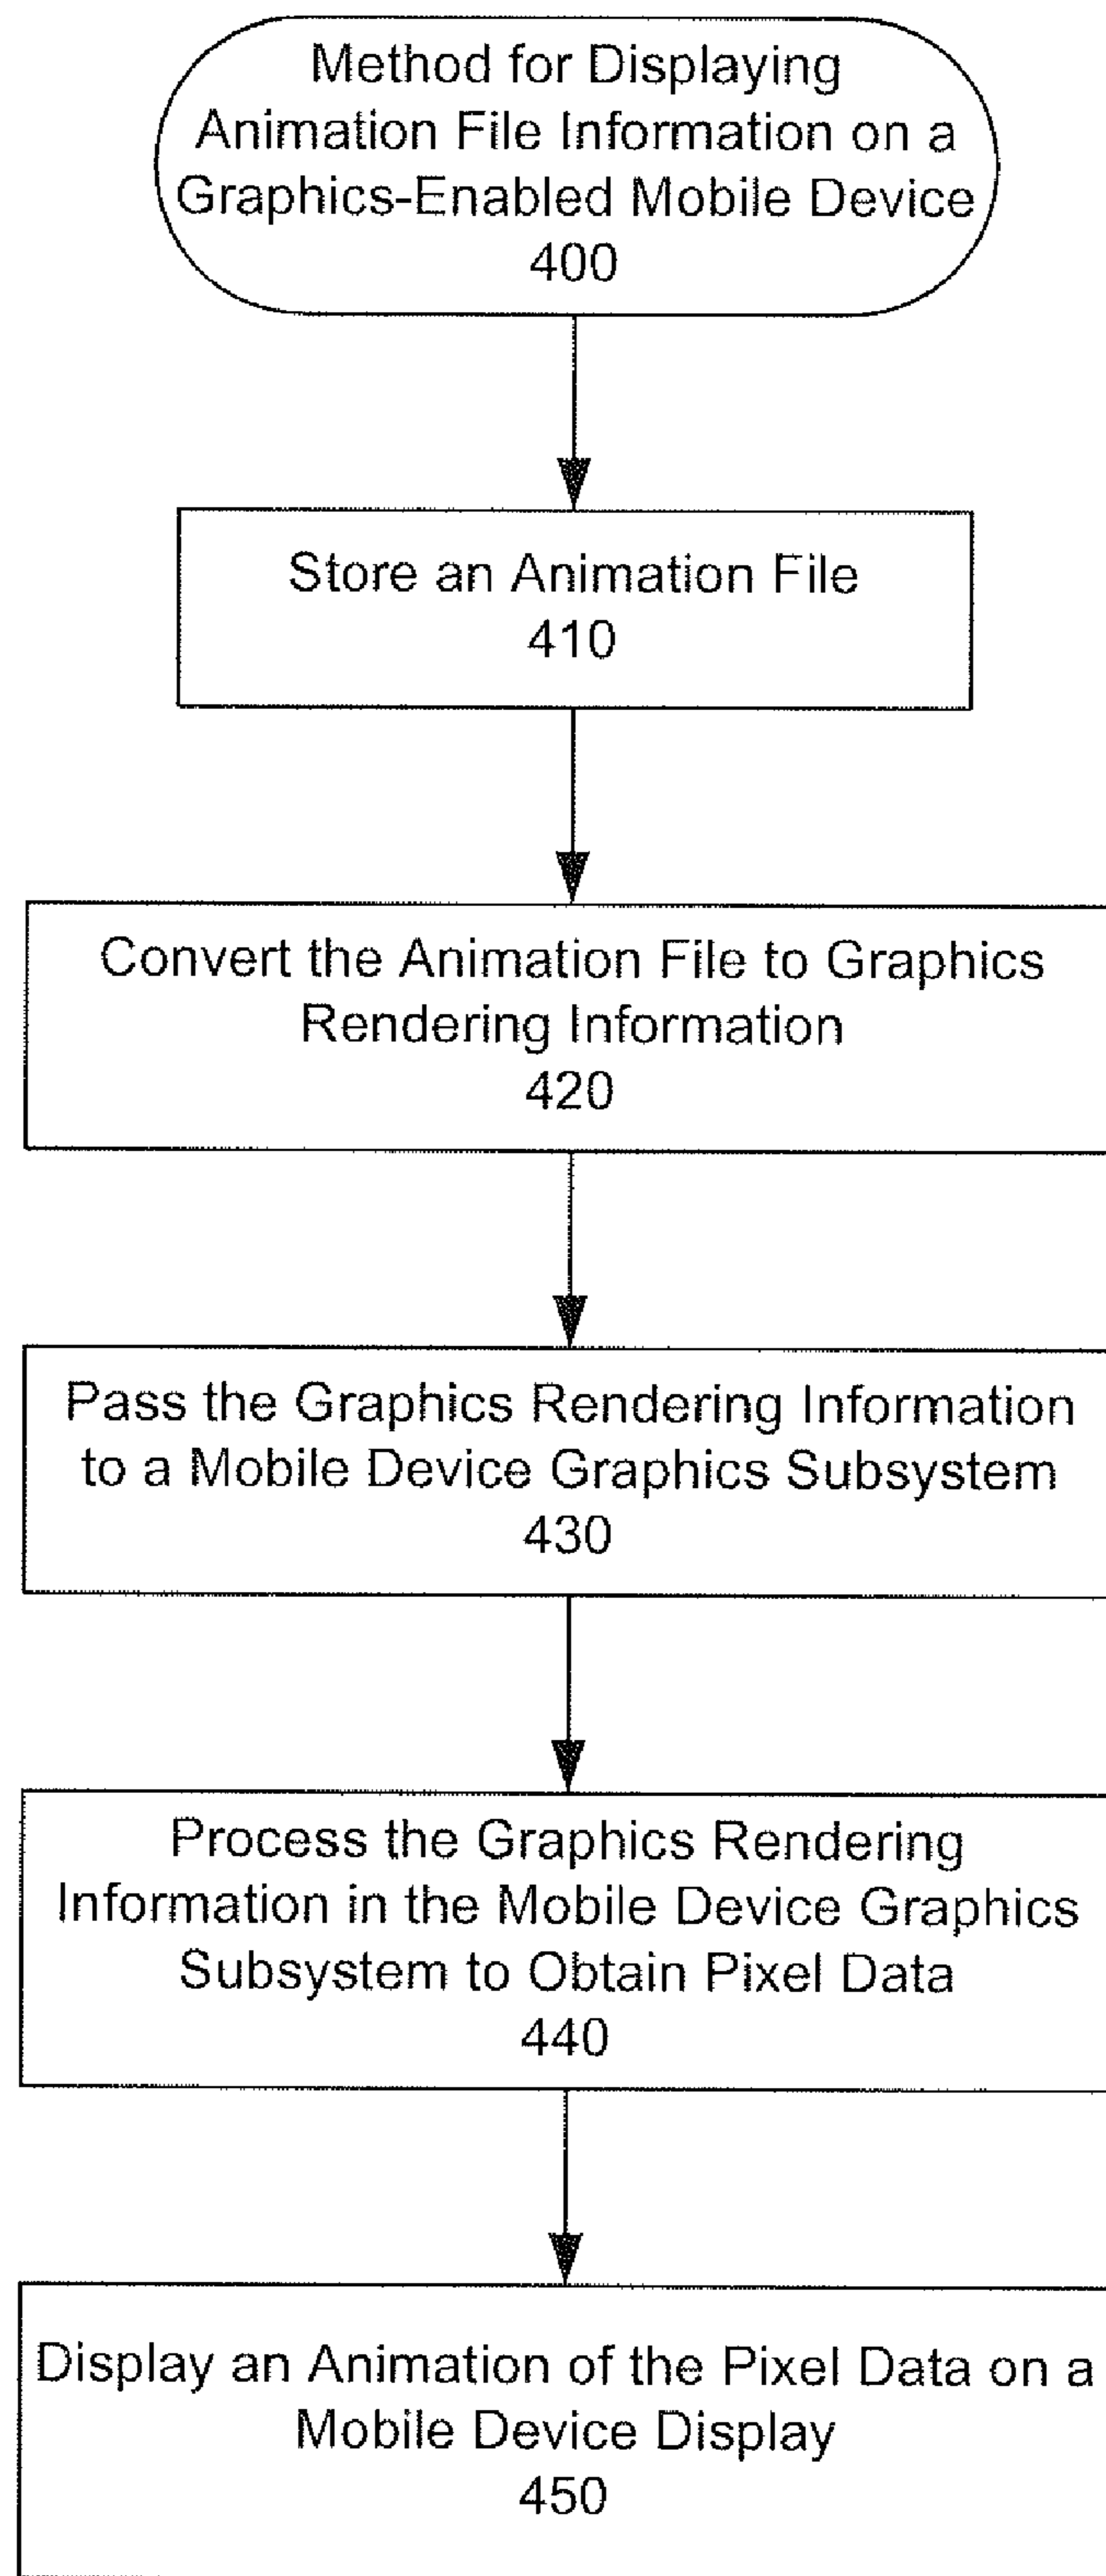 Method for Displaying
Animation File Information on a
Graphics-Enabled Mobile Device
400
Store an Animation File
410
Convert the Animation File to Graphics
Rendering Information
420
Pass the Graphics Rendering Information
to a Mobile Device Graphics Subsystem
430
Process the Graphics Rendering
Information in the Mobile Device Graphics
Subsystem to Obtain Pixel Data
440
Display an Animation of the Pixel Data on a
Mobile Device Display
450